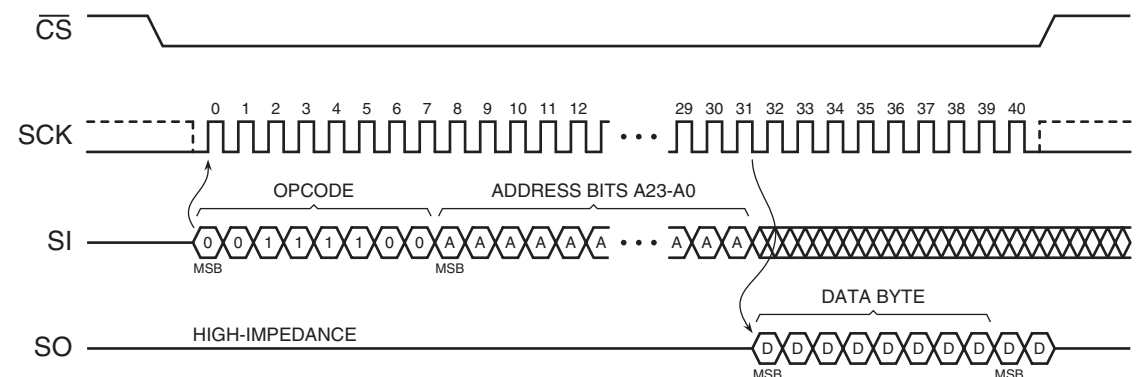 CS
0 1 2 3 4 5 6 7 8 9 10 11 12 29 30 31 32 33 34 35 36 37 38 39 40
SCK
OPCODE ADDRESS BITS A23-A0
SI 0 0 1 1 1 1 0 0 A A A A A A A A A
MSB MSB
DATA BYTE
HIGH-IMPEDANCE
SO D D D D D D D D D D
MSB MSB